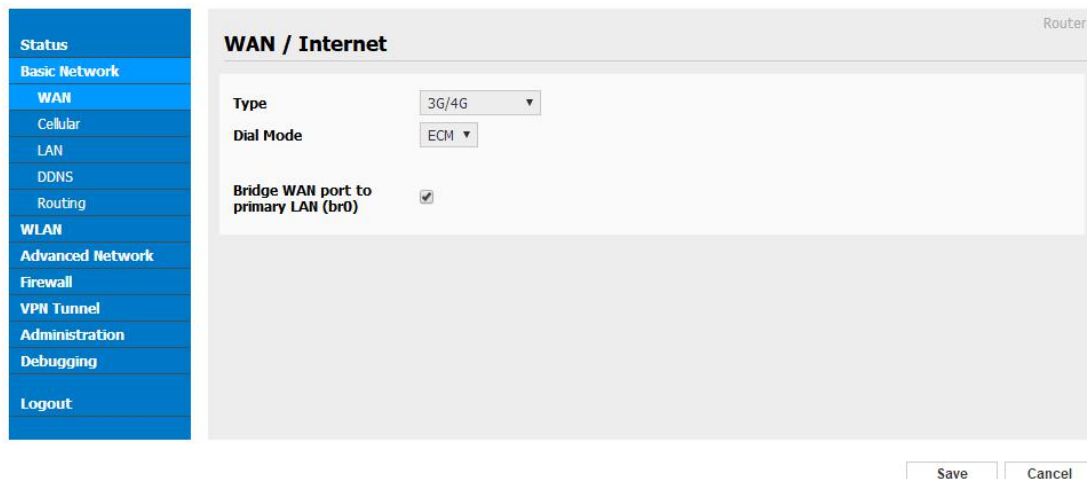 Router
WAN / Internet
Status
Basic Network
WAN
Cellular
LAN
DDNS
Routing
WLAN
Advanced Network
Firewall
VPN Tunnel
Administration
Debugging
Logout
Type
3G/4G
Dial Mode
ECM
Bridge WAN port to
primary LAN (br0)
Save
Cancel